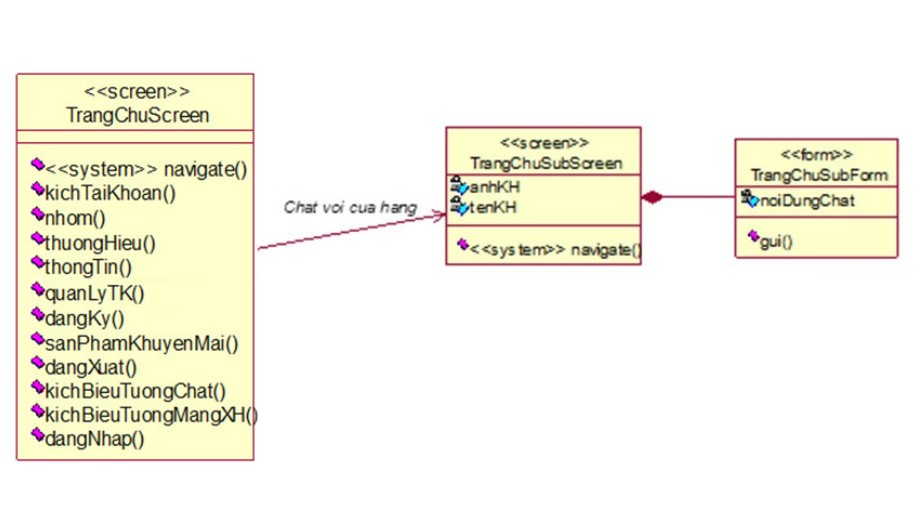 <<screen>>
TrangChuScreen
<<system>> navigate()
kichTaiKhoan()
nhom()
thuongHieu()
thongTin()
quanLyTK()
dangKy()
sanPhamKhuyenMai()
dangXuat()
kichBieuTuongChat()
kichBieuTuongMangXH()
dangNhap()
Chat voi cua hang
<<screen>>
TrangChuSubScreen
anhKH
tenKH
<<system>> navigate()
<<form>>
TrangChuSubForm
noiDungChat
gui()